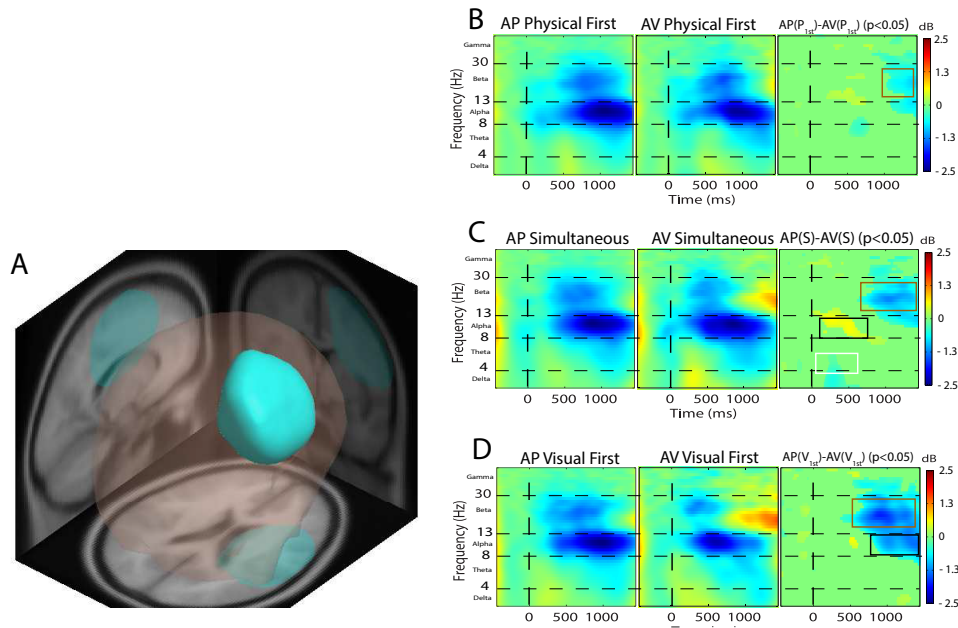 A
B
AP Physical First
AV Physical First
AP(P1st)-AV(P1st) (p<0.05)
dB
Frequency (Hz)
Gamma
30
Beta
13
Alpha
8
Theta
4
Delta
2.5
1.3
0
-1.3
- 2.5
0 500 1000
0 500 1000
0 500 1000
Time (ms)
C
AP Simultaneous
AV Simultaneous
AP(S)-AV(S) (p<0.05)
dB
Frequency (Hz)
Gamma
30
Beta
13
Alpha
8
Theta
4
Delta
2.5
1.3
0
-1.3
- 2.5
0 500 1000
0 500 1000
0 500 1000
Time (ms)
D
AP Visual First
AV Visual First
AP(V1st)-AV(V1st) (p<0.05)
dB
Frequency (Hz)
Gamma
30
Beta
13
Alpha
8
Theta
4
Delta
2.5
1.3
0
-1.3
- 2.5
0 500 1000
0 500 1000
0 500 1000